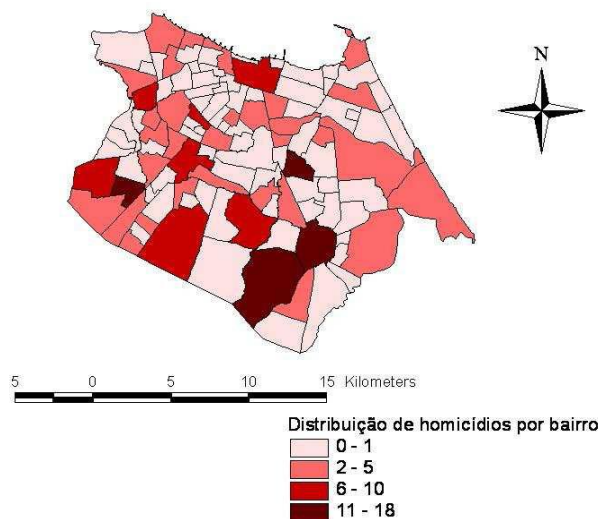 N
5 0 5 10 15 Kilometers
Distribuição de homicídios por bairro
0 - 1
2 - 5
6 - 10
11 - 18